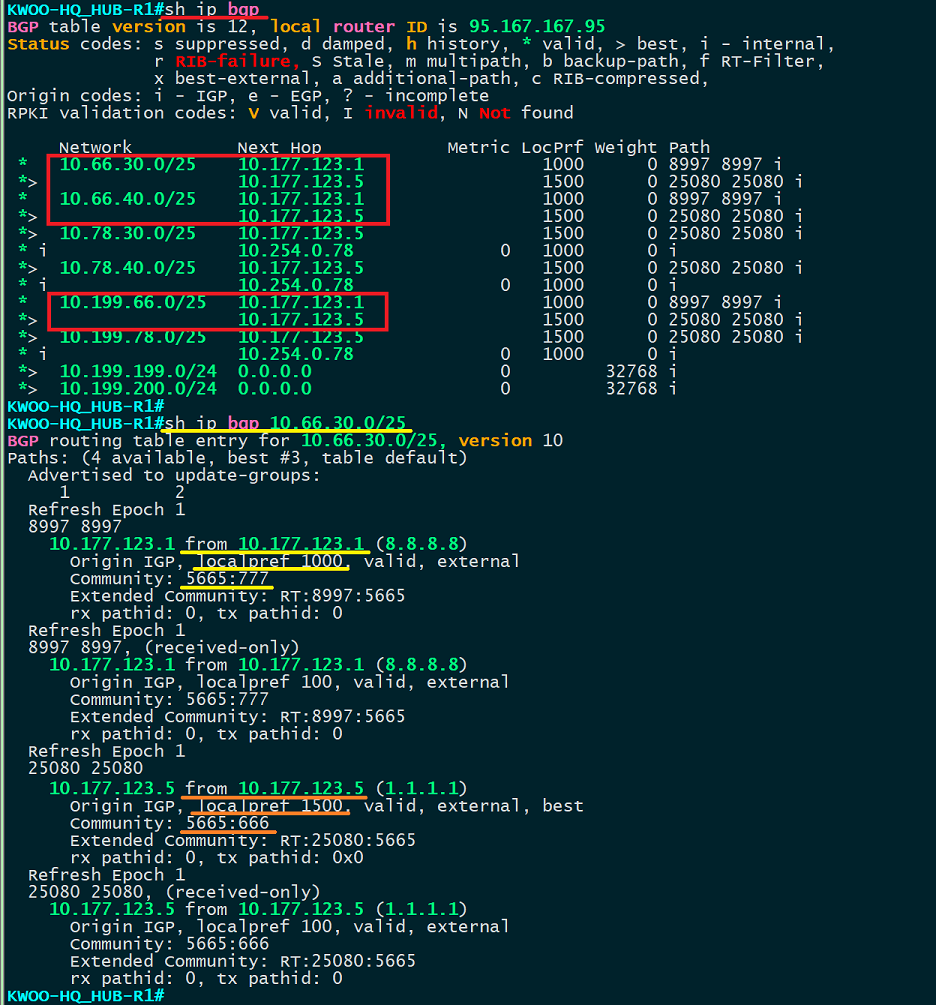 KWOO-HQ_HUB-R1#sh ip bgp
BGP table version is 12, local router ID is 95.167.167.95
Status codes: s suppressed, d damped, h history, * valid, > best, i - internal,
              r RIB-failure, S Stale, m multipath, b backup-path, f RT-Filter,
              x best-external, a additional-path, c RIB-compressed,
Origin codes: i - IGP, e - EGP, ? - incomplete
RPKI validation codes: V valid, I invalid, N Not found

     Network          Next Hop            Metric LocPrf Weight Path
 *   10.66.30.0/25    10.177.123.1                 1000      0 8997 8997 i
 *>                   10.177.123.5                 1500      0 25080 25080 i
 *   10.66.40.0/25    10.177.123.1                 1000      0 8997 8997 i
 *>                   10.177.123.5                 1500      0 25080 25080 i
 *>  10.78.30.0/25    10.177.123.5                 1500      0 25080 25080 i
 * i                  10.254.0.78              0   1000      0 i
 *>  10.78.40.0/25    10.177.123.5                 1500      0 25080 25080 i
 * i                  10.254.0.78              0   1000      0 i
 *   10.199.66.0/25   10.177.123.1                 1000      0 8997 8997 i
 *>                   10.177.123.5                 1500      0 25080 25080 i
 *>  10.199.78.0/25   10.177.123.5                 1500      0 25080 25080 i
 * i                  10.254.0.78              0   1000      0 i
 *>  10.199.199.0/24  0.0.0.0                  0         32768 i
 *>  10.199.200.0/24  0.0.0.0                  0         32768 i
KWOO-HQ_HUB-R1#
KWOO-HQ_HUB-R1#sh ip bgp 10.66.30.0/25
BGP routing table entry for 10.66.30.0/25, version 10
Paths: (4 available, best #3, table default)
  Advertised to update-groups:
     1          2
  Refresh Epoch 1
  8997 8997
    10.177.123.1 from 10.177.123.1 (8.8.8.8)
      Origin IGP, localpref 1000, valid, external
      Community: 5665:777
      Extended Community: RT:8997:5665
      rx pathid: 0, tx pathid: 0
  Refresh Epoch 1
  8997 8997, (received-only)
    10.177.123.1 from 10.177.123.1 (8.8.8.8)
      Origin IGP, localpref 100, valid, external
      Community: 5665:777
      Extended Community: RT:8997:5665
      rx pathid: 0, tx pathid: 0
  Refresh Epoch 1
  25080 25080
    10.177.123.5 from 10.177.123.5 (1.1.1.1)
      Origin IGP, localpref 1500, valid, external, best
      Community: 5665:666
      Extended Community: RT:25080:5665
      rx pathid: 0, tx pathid: 0x0
  Refresh Epoch 1
  25080 25080, (received-only)
    10.177.123.5 from 10.177.123.5 (1.1.1.1)
      Origin IGP, localpref 100, valid, external
      Community: 5665:666
      Extended Community: RT:25080:5665
      rx pathid: 0, tx pathid: 0
KWOO-HQ_HUB-R1#